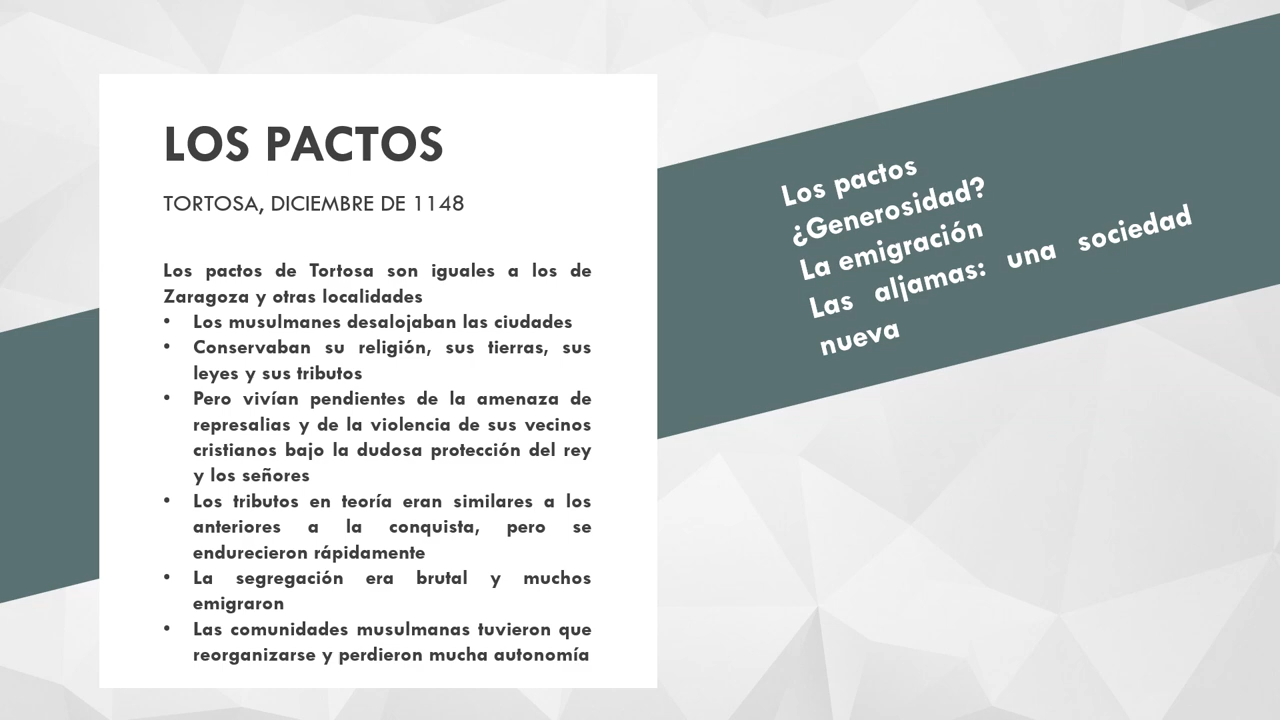 LOS PACTOS
TORTOSA, DICIEMBRE DE 1148
Los pactos de Tortosa son iguales a los de
Zaragoza y otras localidades
• Los musulmanes desalojaban las ciudades
• Conservaban su religión, sus tierras, sus
leyes y sus tributos
• Pero vivían pendientes de la amenaza de
represalias y de la violencia de sus vecinos
cristianos bajo la dudosa protección del rey
y los señores
• Los tributos en teoría eran similares a los
anteriores a la conquista, pero se
endurecieron rápidamente
• La segregación era brutal y muchos
emigraron
• Las comunidades musulmanas tuvieron que
reorganizarse y perdieron mucha autonomía
Los pactos
¿Generosidad?
La emigración
Las aljamas: una sociedad
nueva